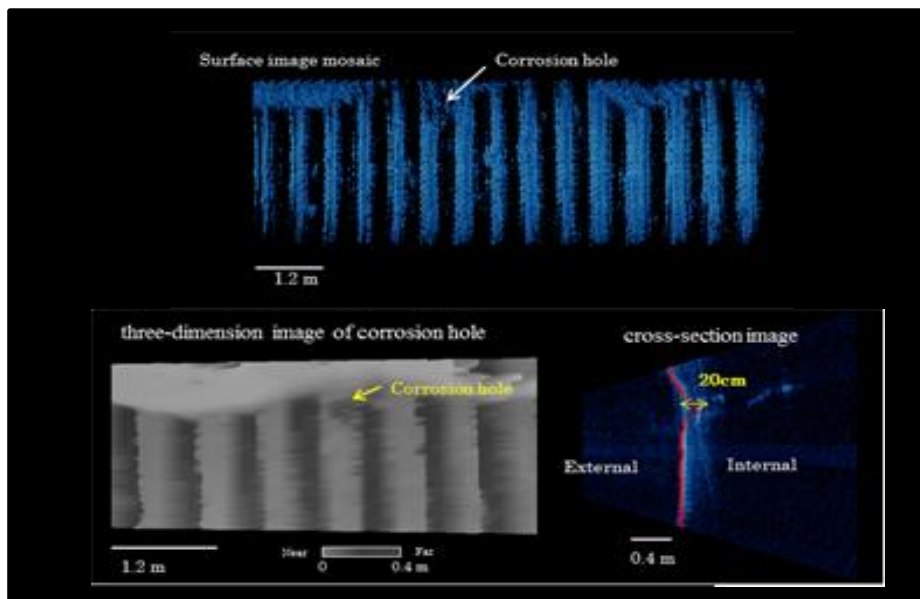 Surface image mosaic
Corrosion hole
1.2 m
three-dimension image of corrosion hole
Corrosion hole
1.2 m
Near Far
0 0.4 m
cross-section image
20cm
External Internal
0.4 m